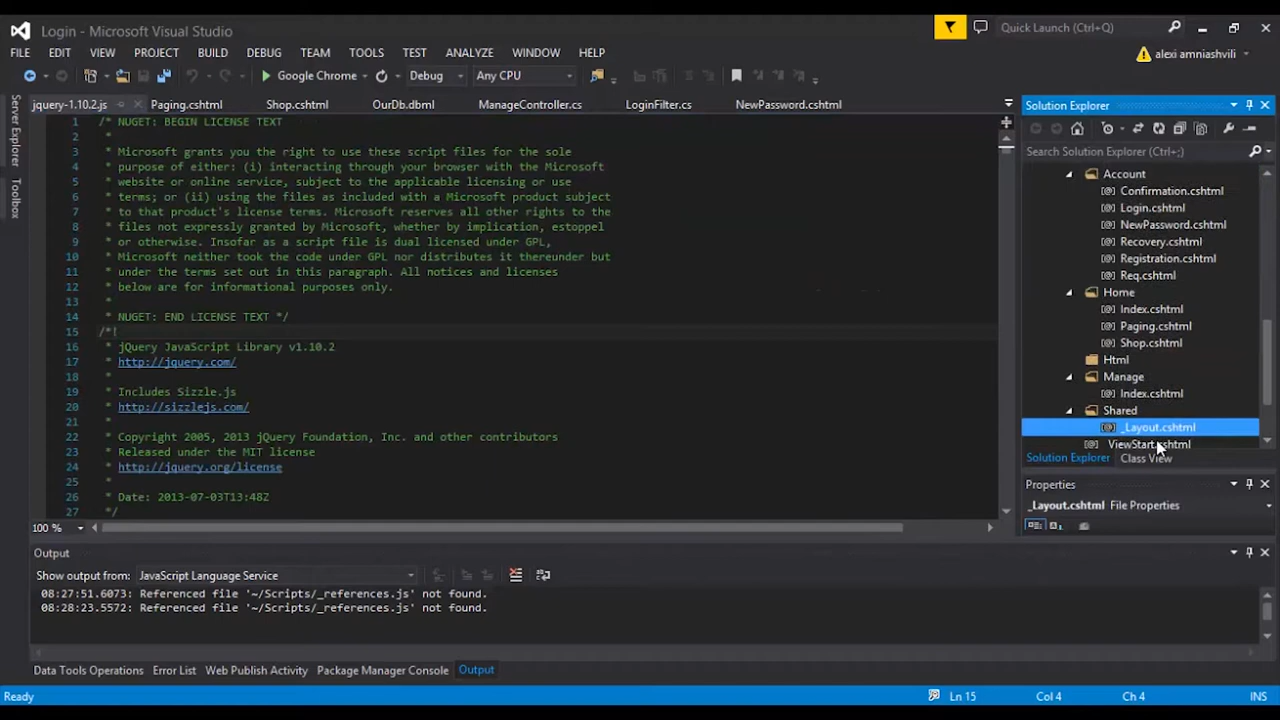 Login - Microsoft Visual Studio
Quick Launch (Ctrl+Q)
FILE EDIT VIEW PROJECT BUILD DEBUG TEAM TOOLS TEST ANALYZE WINDOW HELP
alexi amniashvili
Google Chrome Debug Any CPU
jquery-1.10.2.js Paging.cshtml Shop.cshtml OurDb.dbml ManageController.cs LoginFilter.cs NewPassword.cshtml
Server Explorer
Toolbox
1 /* NUGET: BEGIN LICENSE TEXT
2 *
3 * Microsoft grants you the right to use these script files for the sole
4 * purpose of either: (i) interacting through your browser with the Microsoft
5 * website or online service, subject to the applicable licensing or use
6 * terms; or (ii) using the files as included with a Microsoft product subject
7 * to that product's license terms. Microsoft reserves all other rights to the
8 * files not expressly granted by Microsoft, whether by implication, estoppel
9 * or otherwise. Insofar as a script file is dual licensed under GPL,
10 * Microsoft neither took the code under GPL nor distributes it thereunder but
11 * under the terms set out in this paragraph. All notices and licenses
12 * below are for informational purposes only.
13 *
14 * NUGET: END LICENSE TEXT */
15 /*!
16 * jQuery JavaScript Library v1.10.2
17 * http://jquery.com/
18 *
19 * Includes Sizzle.js
20 * http://sizzlejs.com/
21 *
22 * Copyright 2005, 2013 jQuery Foundation, Inc. and other contributors
23 * Released under the MIT license
24 * http://jquery.org/license
25 *
26 * Date: 2013-07-03T13:48Z
27 */
100 %
Solution Explorer
Search Solution Explorer (Ctrl+;)
Account
Confirmation.cshtml
Login.cshtml
NewPassword.cshtml
Recovery.cshtml
Registration.cshtml
Req.cshtml
Home
Index.cshtml
Paging.cshtml
Shop.cshtml
Html
Manage
Index.cshtml
Shared
_Layout.cshtml
_ViewStart.cshtml
Solution Explorer Class View
Properties
_Layout.cshtml File Properties
Output
Show output from: JavaScript Language Service
08:27:51.6073: Referenced file '~/Scripts/_references.js' not found.
08:28:23.5572: Referenced file '~/Scripts/_references.js' not found.
Data Tools Operations Error List Web Publish Activity Package Manager Console Output
Ready Ln 15 Col 4 Ch 4 INS